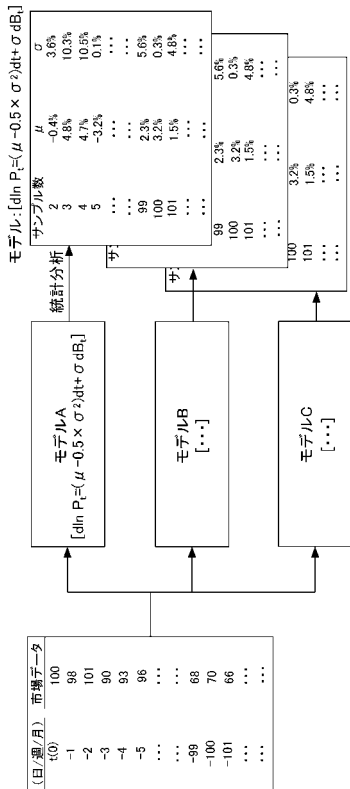 (日/週/月) 市場データ
t(0) 100
-1 98
-2 101
-3 90
-4 93
-5 96
… …
… …
-99 68
-100 70
-101 66
… …
… …
モデルA
[dln Pt=(μ-0.5×σ²)dt+σdBt]
モデルB
[…]
モデルC
[…]
統計分析
モデル:[dln Pt=(μ-0.5×σ²)dt+σdBt]
サンプル数 μ σ
2 -0.4% 3.6%
3 4.8% 10.3%
4 4.7% 10.5%
5 -3.2% 0.1%
… … …
… … …
99 2.3% 5.6%
100 3.2% 0.3%
101 1.5% 4.8%
… … …
… … …
サ
99 2.3% 5.6%
100 3.2% 0.3%
101 1.5% 4.8%
… … …
… … …
サ
100 3.2% 0.3%
101 1.5% 4.8%
… … …
… … …